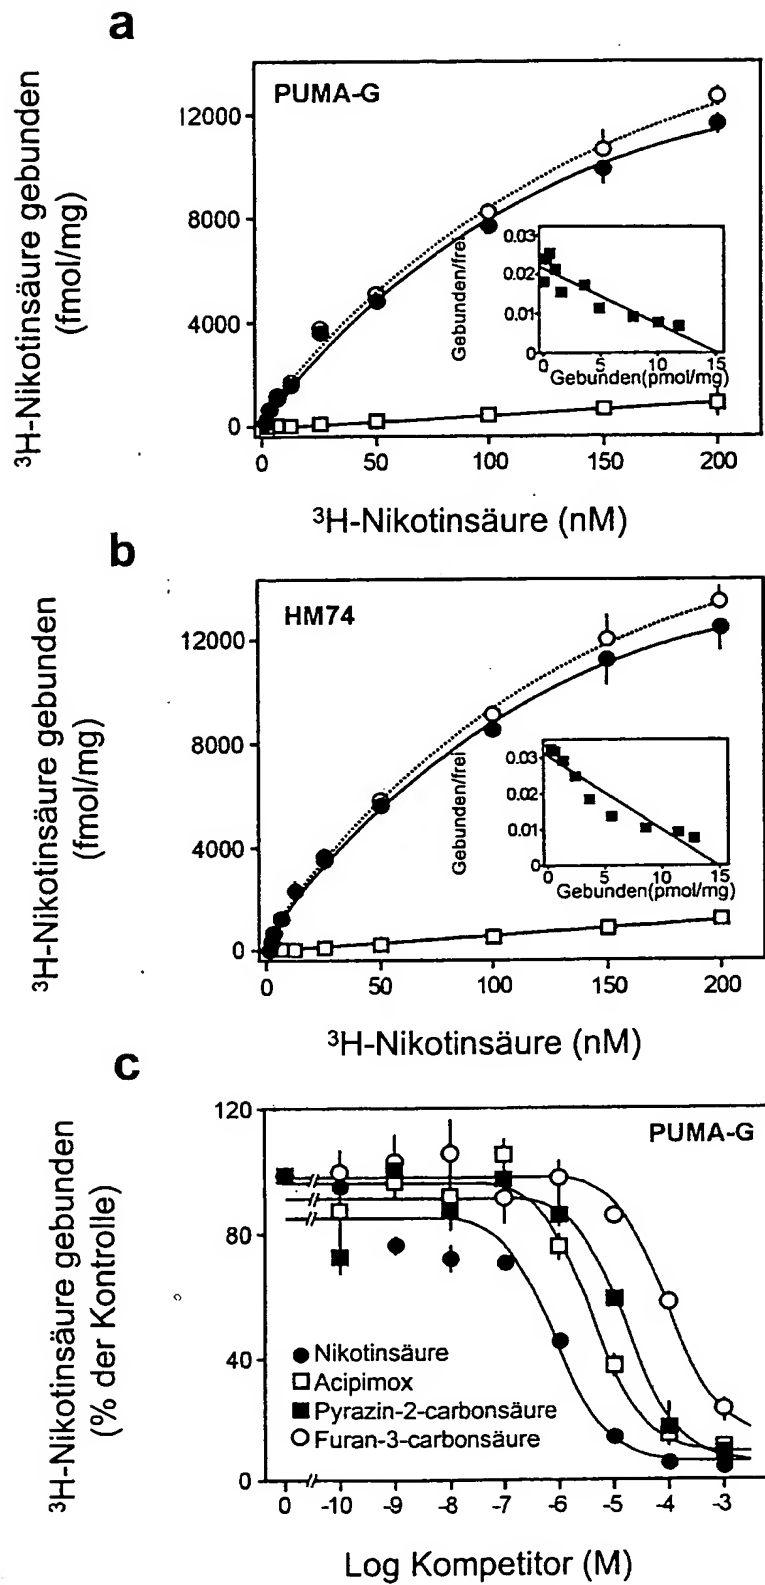 a
PUMA-G
³H-Nikotinsäure gebunden
(fmol/mg)
12000
8000
4000
0
0 50 100 150 200
³H-Nikotinsäure (nM)
Gebunden/frei
0.03
0.02
0.01
0
0 5 10 15
Gebunden(pmol/mg)
b
HM74
³H-Nikotinsäure gebunden
(fmol/mg)
12000
8000
4000
0
0 50 100 150 200
³H-Nikotinsäure (nM)
Gebunden/frei
0.03
0.02
0.01
0
0 5 10 15
Gebunden(pmol/mg)
c
PUMA-G
³H-Nikotinsäure gebunden
(% der Kontrolle)
120
80
40
0
Nikotinsäure
Acipimox
Pyrazin-2-carbonsäure
Furan-3-carbonsäure
0 -10 -9 -8 -7 -6 -5 -4 -3
Log Kompetitor (M)